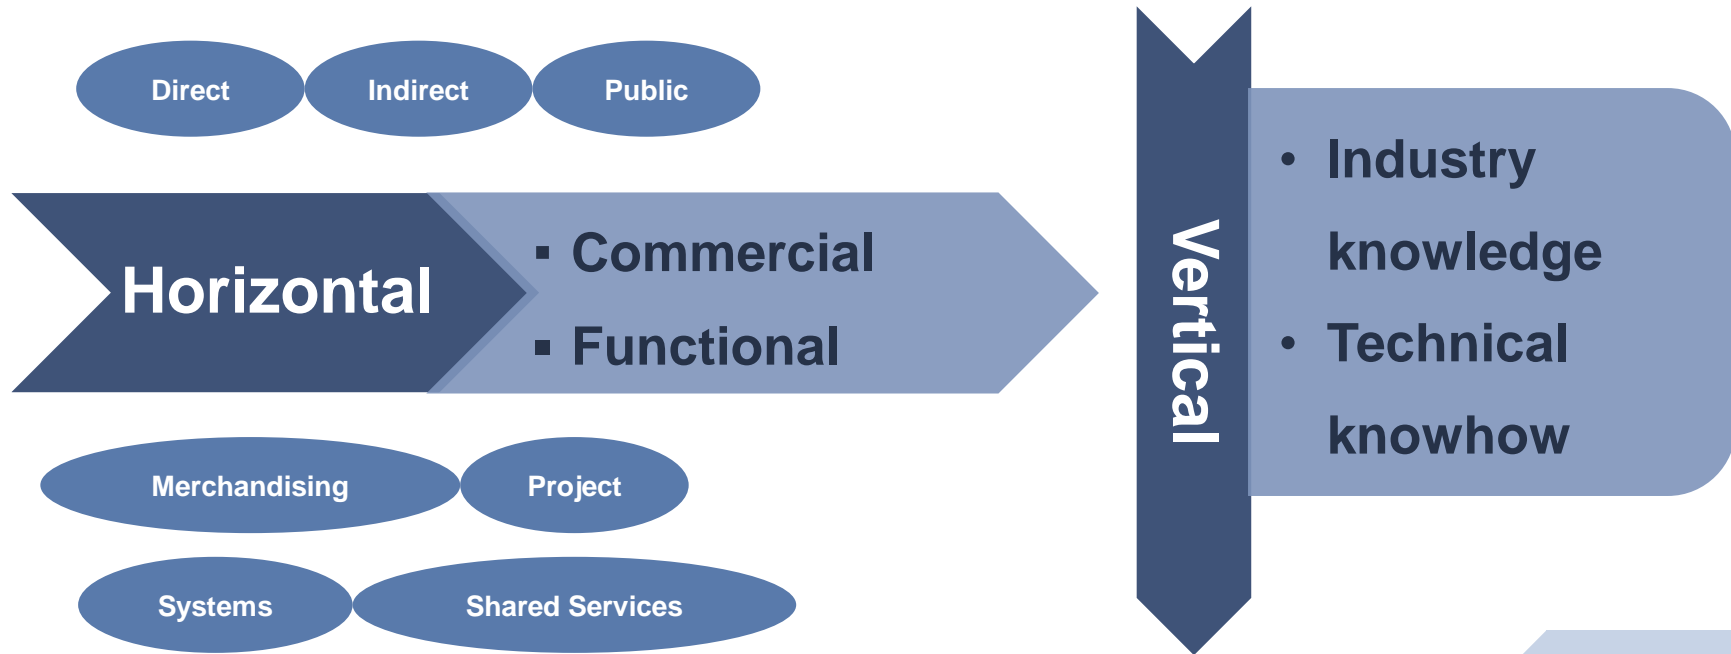 Direct
Indirect
Public
Horizontal
▪ Commercial
▪ Functional
Merchandising
Project
Systems
Shared Services
Vertical
• Industry
knowledge
• Technical
knowhow